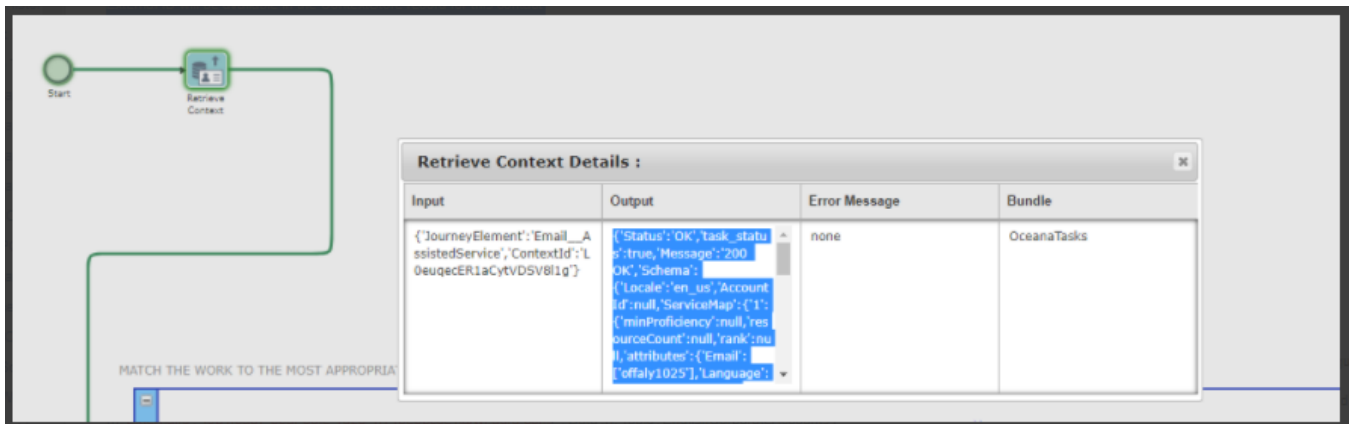 Start
Retrieve
Context
Retrieve Context Details :
Input
Output
Error Message
Bundle
{'JourneyElement':'Email__A
ssistedService','ContextId':'L
0euqecER1aCytVDSV8l1g'}
{'Status':'OK','task_statu
s':true,'Message':'200
OK','Schema':
{'Locale':'en_us','Account
Id':null,'ServiceMap':{'1':
{'minProficiency':null,'res
ourceCount':null,'rank':nu
ll,'attributes':{'Email':
['offaly1025'],'Language':
none
OceanaTasks
MATCH THE WORK TO THE MOST APPROPRIA